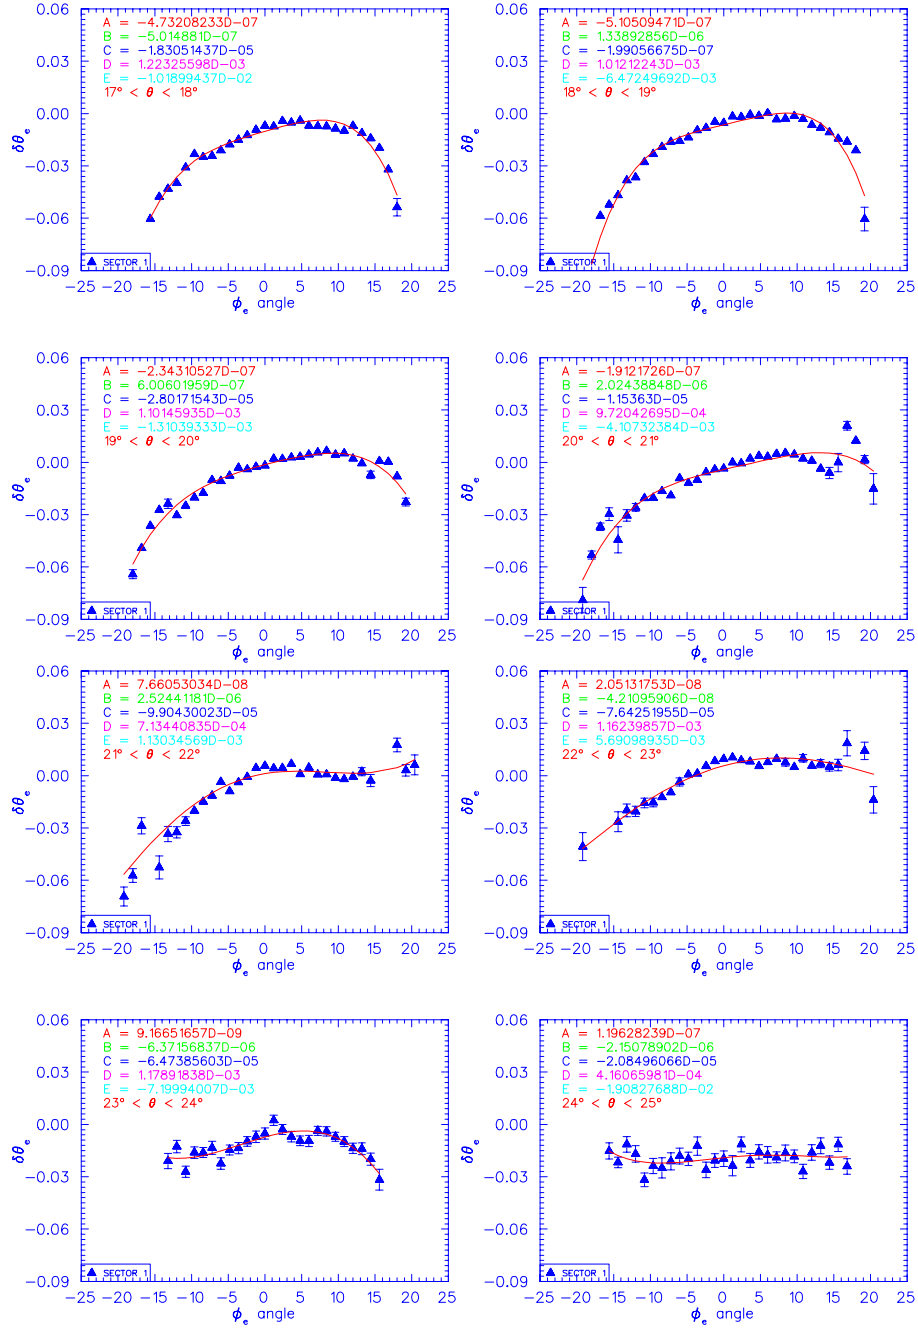 0.06
A = −4.73208233D−07
B = −5.014881D−07
C = −1.83051437D−05
D = 1.22325598D−03
E = −1.01899437D−02
17° < θ < 18°
0.03
0.00
−0.03
−0.06
−0.09
δθe
SECTOR 1
−25 −20 −15 −10 −5 0 5 10 15 20 25
ϕe angle
0.06
A = −5.10509471D−07
B = 1.33892856D−06
C = −1.99056675D−07
D = 1.01212243D−03
E = −6.47249692D−03
18° < θ < 19°
0.03
0.00
−0.03
−0.06
−0.09
δθe
SECTOR 1
−25 −20 −15 −10 −5 0 5 10 15 20 25
ϕe angle
0.06
A = −2.34310527D−07
B = 6.00601959D−07
C = −2.80171543D−05
D = 1.10145935D−03
E = −1.31039333D−03
19° < θ < 20°
0.03
0.00
−0.03
−0.06
−0.09
δθe
SECTOR 1
−25 −20 −15 −10 −5 0 5 10 15 20 25
ϕe angle
0.06
A = −1.9121726D−07
B = 2.02438848D−06
C = −1.15363D−05
D = 9.72042695D−04
E = −4.10732384D−03
20° < θ < 21°
0.03
0.00
−0.03
−0.06
−0.09
δθe
SECTOR 1
−25 −20 −15 −10 −5 0 5 10 15 20 25
ϕe angle
0.06
A = 7.66053034D−08
B = 2.52441181D−06
C = −9.90430023D−05
D = 7.13440835D−04
E = 1.13034569D−03
21° < θ < 22°
0.03
0.00
−0.03
−0.06
−0.09
δθe
SECTOR 1
−25 −20 −15 −10 −5 0 5 10 15 20 25
ϕe angle
0.06
A = 2.05131753D−08
B = −4.21095906D−08
C = −7.64251955D−05
D = 1.16239857D−03
E = 5.69098935D−03
22° < θ < 23°
0.03
0.00
−0.03
−0.06
−0.09
δθe
SECTOR 1
−25 −20 −15 −10 −5 0 5 10 15 20 25
ϕe angle
0.06
A = 9.16651657D−09
B = −6.37156837D−06
C = −6.47385603D−05
D = 1.17891838D−03
E = −7.19994007D−03
23° < θ < 24°
0.03
0.00
−0.03
−0.06
−0.09
δθe
SECTOR 1
−25 −20 −15 −10 −5 0 5 10 15 20 25
ϕe angle
0.06
A = 1.19628239D−07
B = −2.15078902D−06
C = −2.08496066D−05
D = 4.16065981D−04
E = −1.90827688D−02
24° < θ < 25°
0.03
0.00
−0.03
−0.06
−0.09
δθe
SECTOR 1
−25 −20 −15 −10 −5 0 5 10 15 20 25
ϕe angle